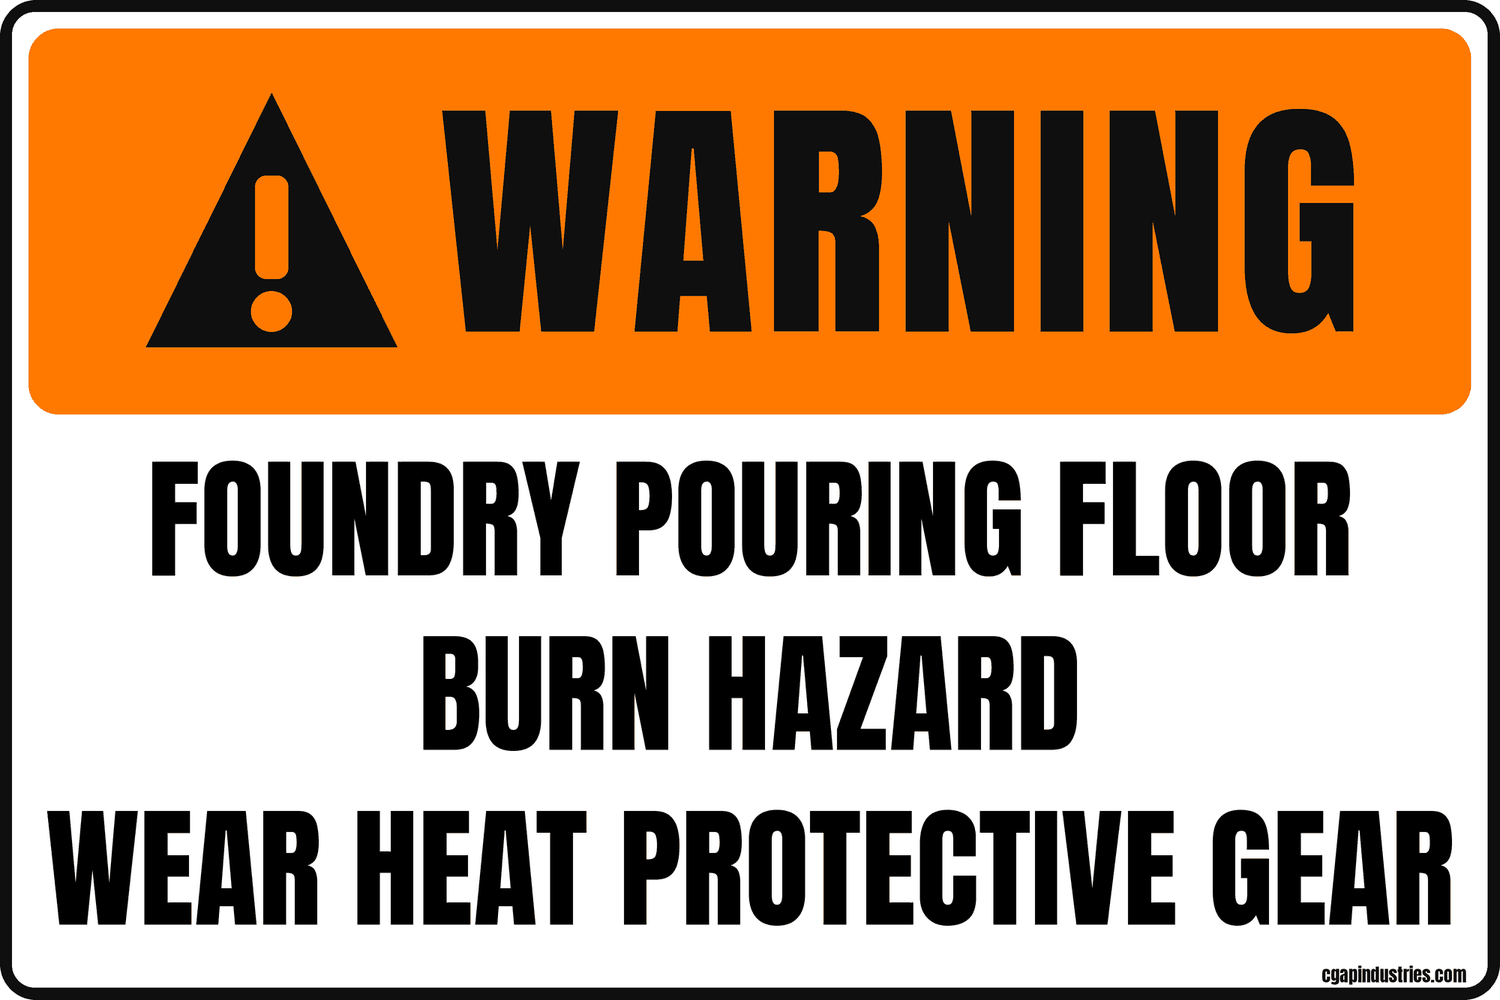 WARNING
FOUNDRY POURING FLOOR
BURN HAZARD
WEAR HEAT PROTECTIVE GEAR
cgapindustries.com